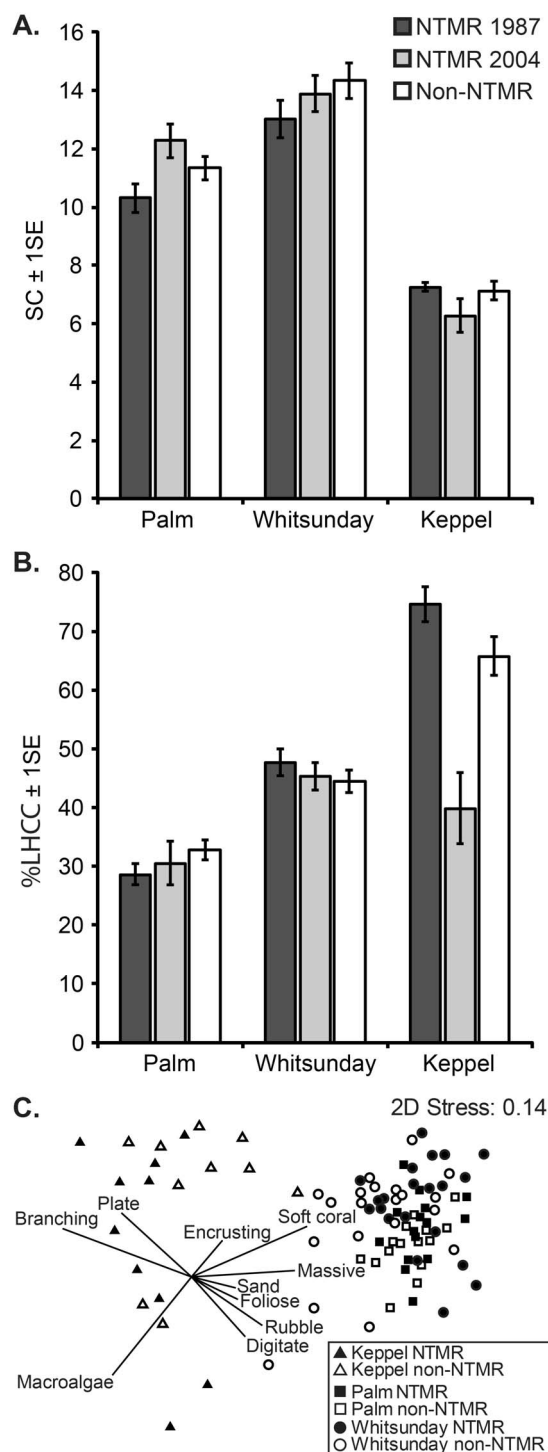 A.
NTMR 1987
NTMR 2004
Non-NTMR
SC ± 1SE
16
14
12
10
8
6
4
2
0
Palm Whitsunday Keppel
B.
%LHCC ± 1SE
80
70
60
50
40
30
20
10
0
Palm Whitsunday Keppel
C.
2D Stress: 0.14
Plate
Branching
Encrusting
Soft coral
Massive
Sand
Foliose
Rubble
Digitate
Macroalgae
Keppel NTMR
Keppel non-NTMR
Palm NTMR
Palm non-NTMR
Whitsunday NTMR
Whitsunday non-NTMR